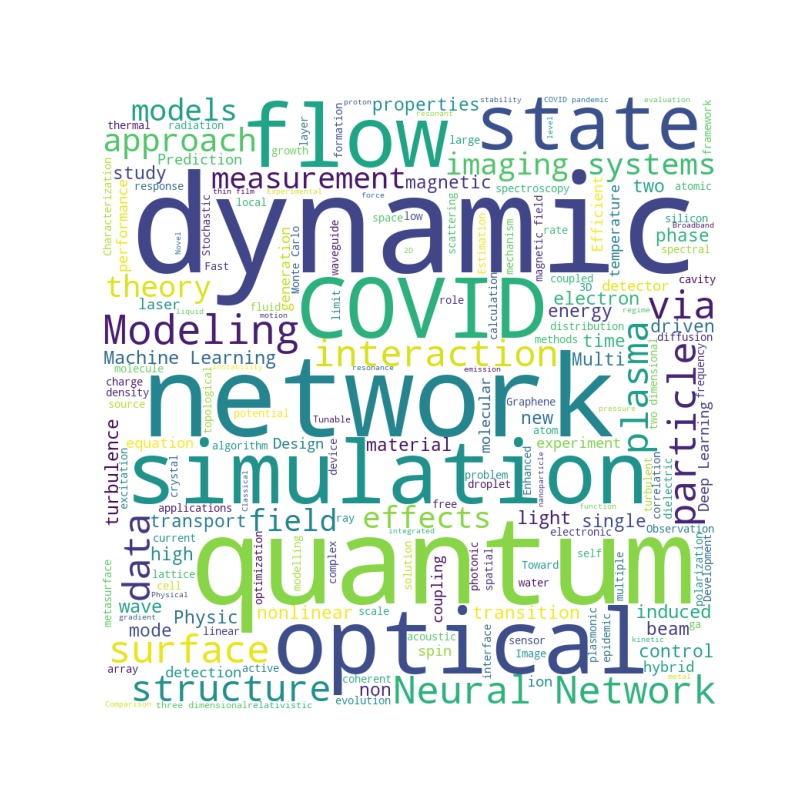 proton
stability
COVID pandemic
evaluation
models
flow
properties
resonant
state
level
framework
thermal
radiation
layer
formation
large
approach
Prediction
growth
imaging systems
study
measurement
magnetic
spectroscopy
two
atomic
response
thin film
Experimental
force
Characterization
performance
dynamic
local
space
low
scattering
Estimation
mechanism
rate
Efficient
temperature
silicon
Broadband
phase
spectral
Novel
Stochastic
Fast
generation
Monte Carlo
waveguide
2D
calculation
magnetic field
coupled
3D
detector
cavity
theory
laser
liquid
fluid
motion
COVID
limit
role
electron
energy
via
regime
distribution
driven
diffusion
Modeling
methods
time
Machine Learning
interaction
Multi
plasma
particle
frequency
molecule
instability
resonance
emission
charge
density
source
topological
potential
network
Tunable
molecular
Graphene
new
atom
pressure
two dimensional
Deep Learning
turbulence
equation
algorithm
Design
device
material
experiment
excitation
crystal
simulation
problem
droplet
Enhanced
nanoparticle
turbulent
correlation
dielectric
data
applications
Classical
free
function
transport
field
ray
effects
integrated
light
single
electronic
Observation
current
high
optimization
modelling
complex
solution
coupling
photonic
spatial
self
Toward
water
multiple
polarization
Development
metasurface
lattice
cell
Physical
quantum
wave
gradient
Physic
nonlinear
scale
transition
plasmonic
epidemic
induced
ga
mode
linear
optical
acoustic
spin
interface
sensor
Image
beam
kinetic
control
surface
array
detection
active
coherent
non
ion
hybrid
metal
structure
evolution
Neural Network
Comparison
three dimensional
relativistic